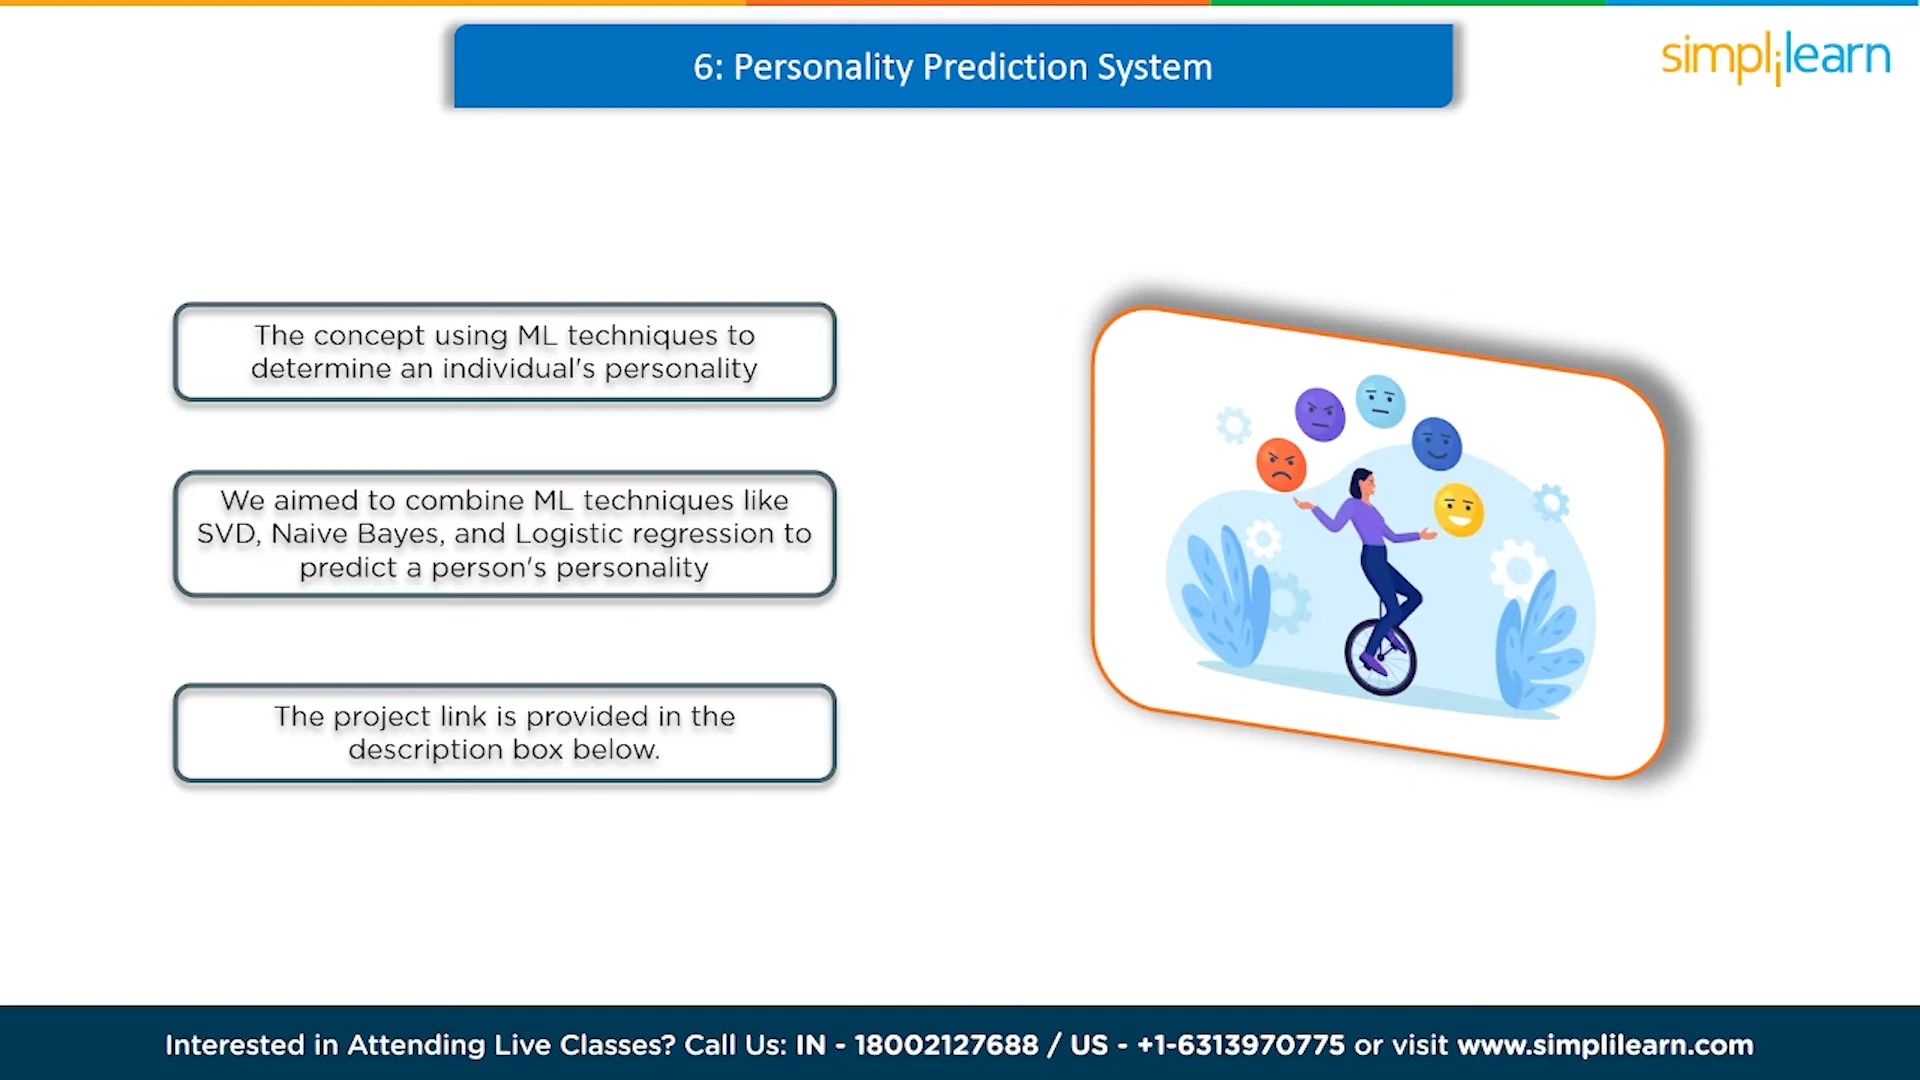 6: Personality Prediction System
simplilearn
The concept using ML techniques to
determine an individual's personality
We aimed to combine ML techniques like
SVD, Naive Bayes, and Logistic regression to
predict a person's personality
The project link is provided in the
description box below.
Interested in Attending Live Classes? Call Us: IN - 18002127688 / US - +1-6313970775 or visit www.simplilearn.com